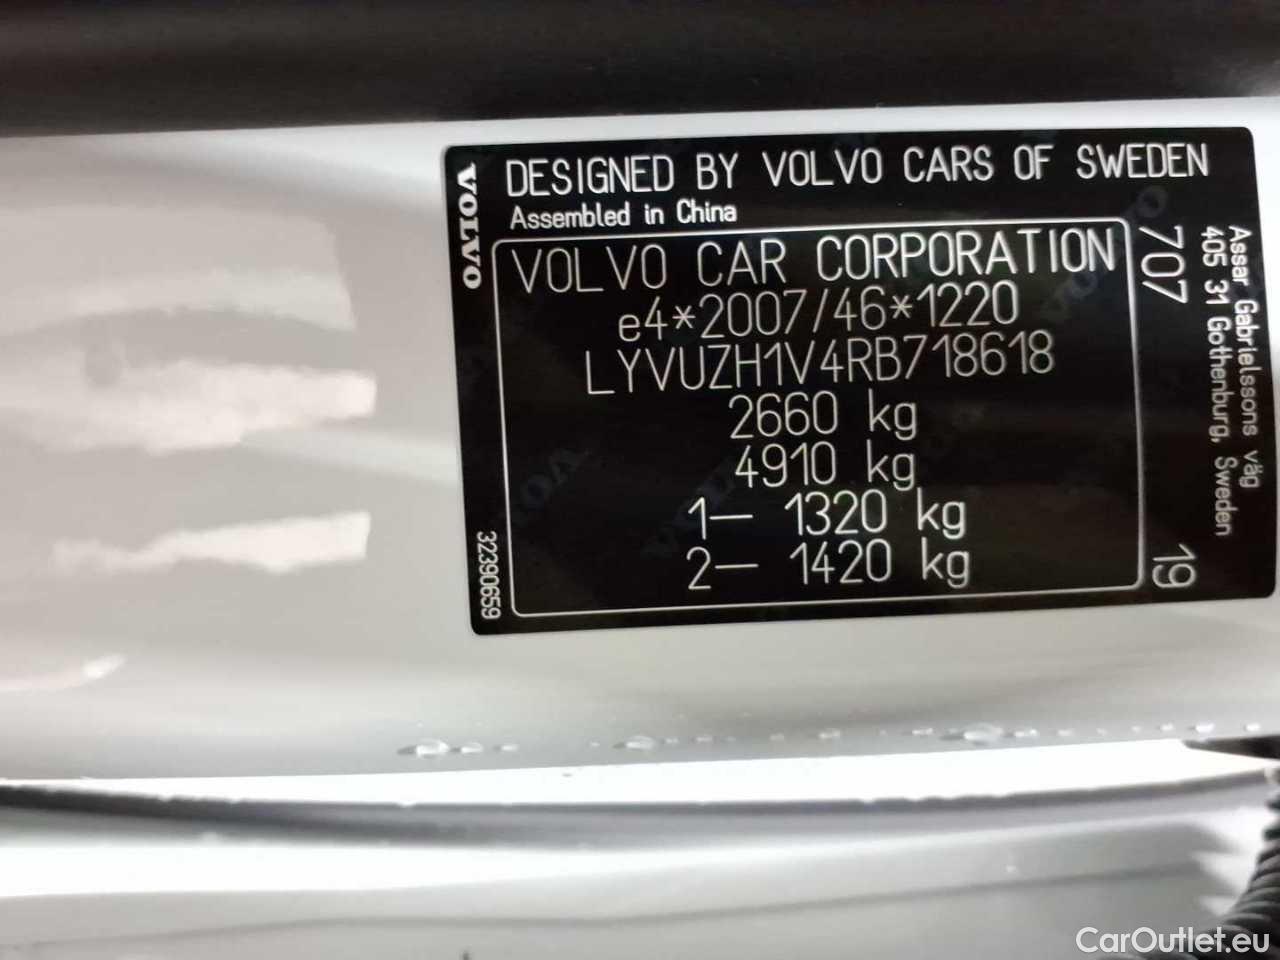 VOLVO
DESIGNED BY VOLVO CARS OF SWEDEN
Assembled in China
VOLVO CAR CORPORATION
e4*2007/46*1220
LYVUZH1V4RB718618
2660 kg
4910 kg
1– 1320 kg
2– 1420 kg
32390659
707
19
Assar Gabrielssons väg
405 31 Gothenburg, Sweden
CarOutlet.eu